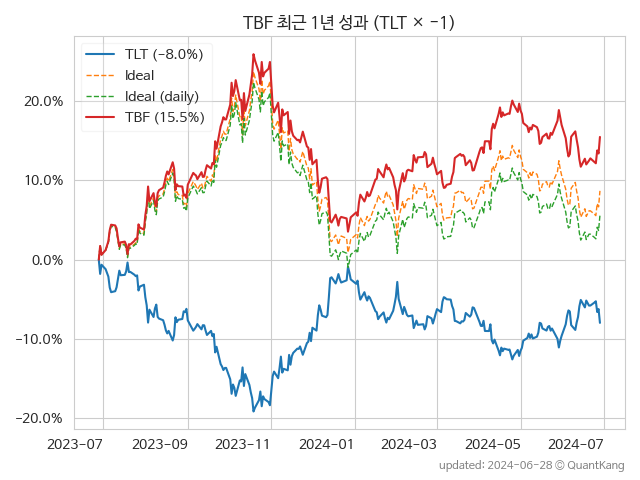 TBF 최근 1년 성과 (TLT × −1)
TLT (−8.0%)
Ideal
Ideal (daily)
TBF (15.5%)
20.0%
10.0%
0.0%
−10.0%
−20.0%
2023-07 2023-09 2023-11 2024-01 2024-03 2024-05 2024-07
updated: 2024-06-28 © QuantKang